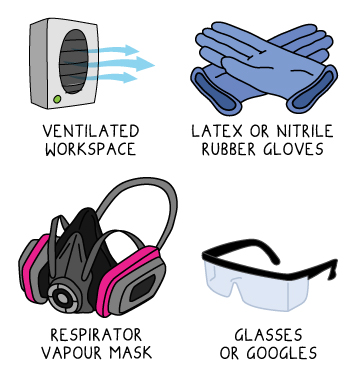 VENTILATED
WORKSPACE
LATEX OR NITRILE
RUBBER GLOVES
RESPIRATOR
VAPOUR MASK
GLASSES
OR GOOGLES